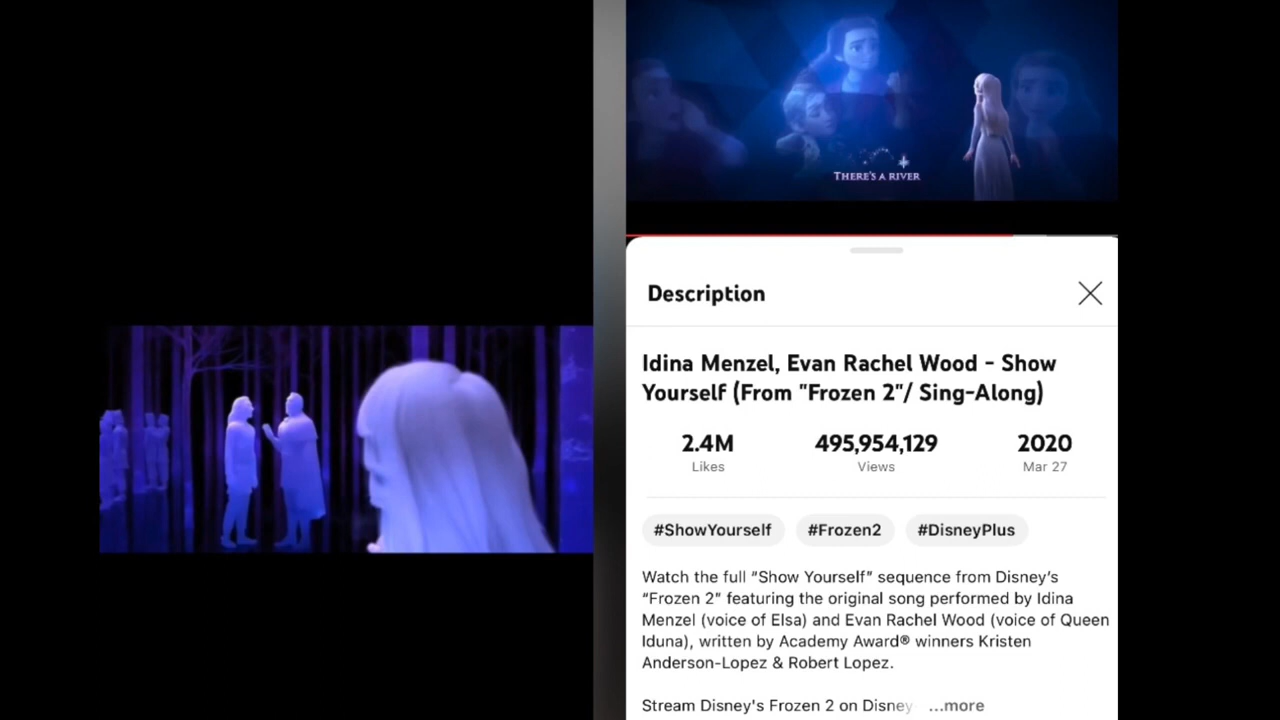 THERE'S A RIVER
Description
Idina Menzel, Evan Rachel Wood - Show
Yourself (From "Frozen 2"/ Sing-Along)
2.4M 495,954,129 2020
Likes Views Mar 27
#ShowYourself #Frozen2 #DisneyPlus
Watch the full “Show Yourself” sequence from Disney’s
“Frozen 2” featuring the original song performed by Idina
Menzel (voice of Elsa) and Evan Rachel Wood (voice of Queen
Iduna), written by Academy Award® winners Kristen
Anderson-Lopez & Robert Lopez.
Stream Disney's Frozen 2 on Disney ...more